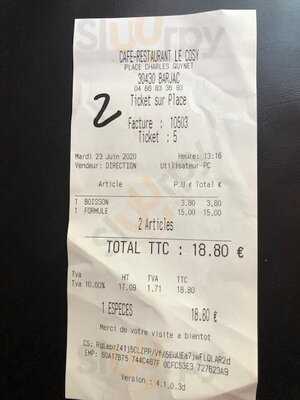 CAFE-RESTAURANT LE COSY
PLACE CHARLES GUYNET
30430 BARJAC
04 66 83 36 83
Ticket sur Place
2
Facture : 10503
Ticket : 5
Mardi 23 Juin 2020 Heure: 13:16
Vendeur: DIRECTION Utilisateur-PC
Article P.U € Total €
1 BOISSON 3,80 3,80
1 FORMULE 15,00 15,00
2 Articles
TOTAL TTC : 18.80 €
Tva HT TVA TTC
Tva 10.00% 17.09 1.71 18.80
1 ESPECES 18.80 €
Merci de votre visite a bientot
Version : 4.1.0.3d